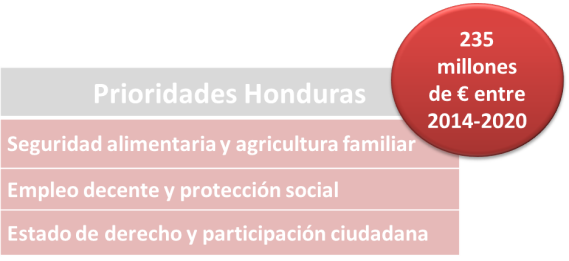 235
millones
de € entre
2014-2020
Prioridades Honduras
Seguridad alimentaria y agricultura familiar
Empleo decente y protección social
Estado de derecho y participación ciudadana